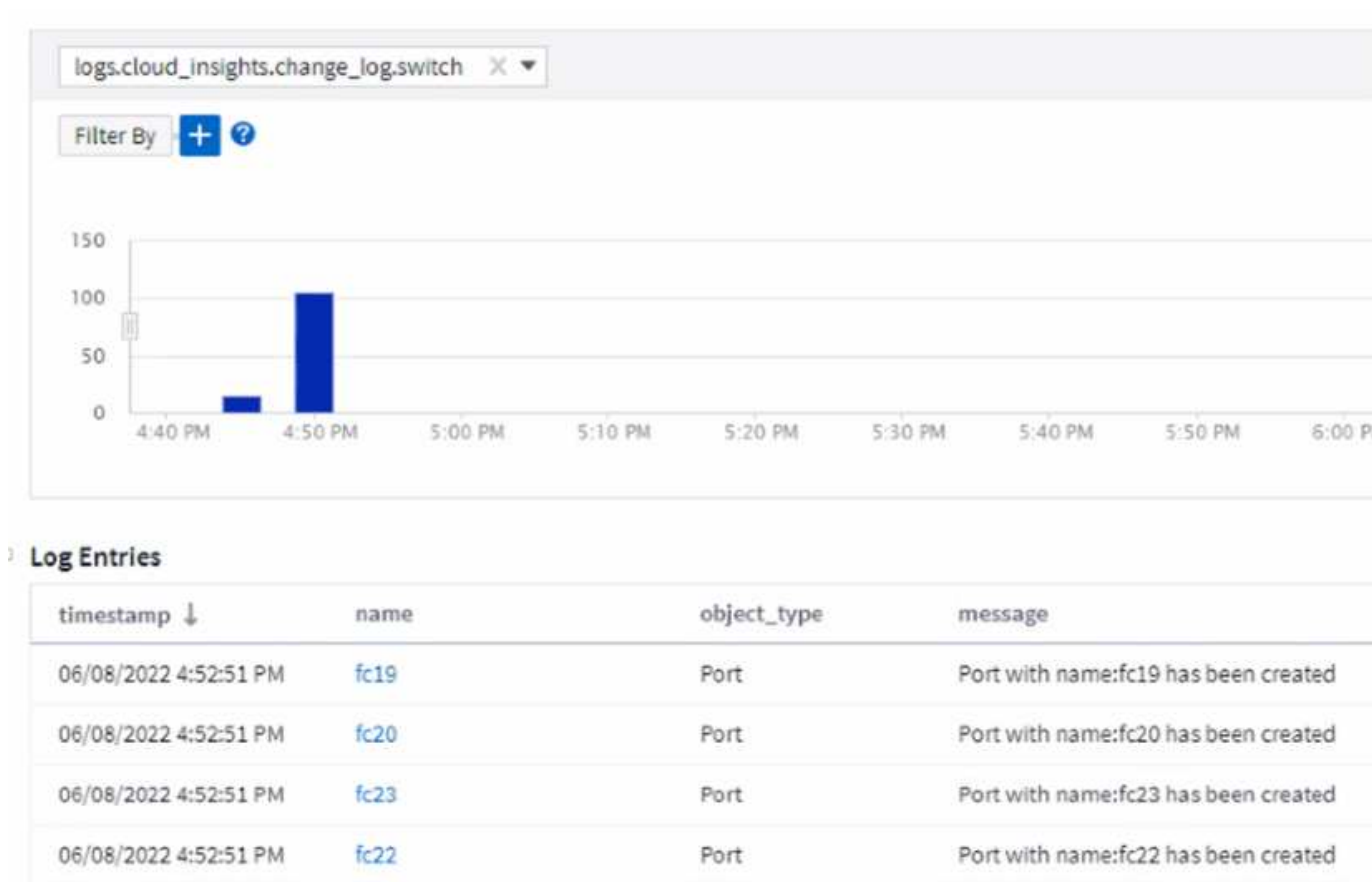 logs.cloud_insights.change_log.switch
Filter By + ?
150
100
50
0
4:40 PM 4:50 PM 5:00 PM 5:10 PM 5:20 PM 5:30 PM 5:40 PM 5:50 PM 6:00 P
Log Entries
timestamp ↓ name object_type message
06/08/2022 4:52:51 PM fc19 Port Port with name:fc19 has been created
06/08/2022 4:52:51 PM fc20 Port Port with name:fc20 has been created
06/08/2022 4:52:51 PM fc23 Port Port with name:fc23 has been created
06/08/2022 4:52:51 PM fc22 Port Port with name:fc22 has been created